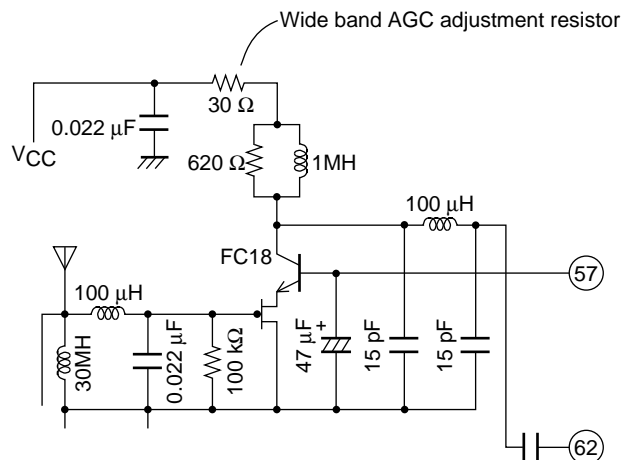 Wide band AGC adjustment resistor
30 Ω
0.022 µF
VCC
620 Ω
1MH
100 µH
FC18
57
100 µH
30MH
0.022 µF
100 kΩ
47 µF
+
15 pF
15 pF
62